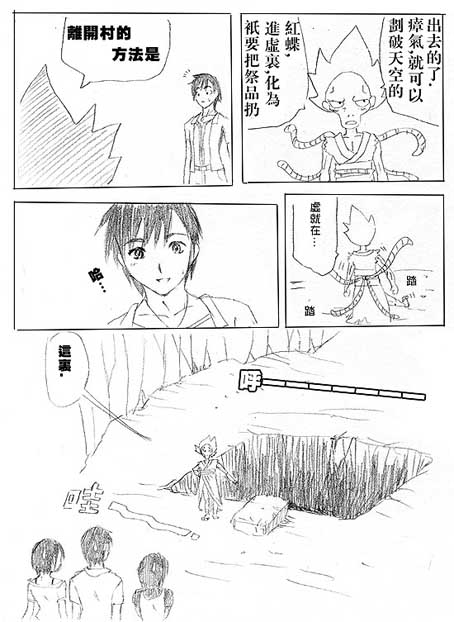 離開村的
方法是
衹要把祭品扔
進虛裏,化為
紅蝶,
劃破天空的
瘴氣,就可以
出去的了.
哈…
虛就在…
踏
踏
這裏.
呼
哇